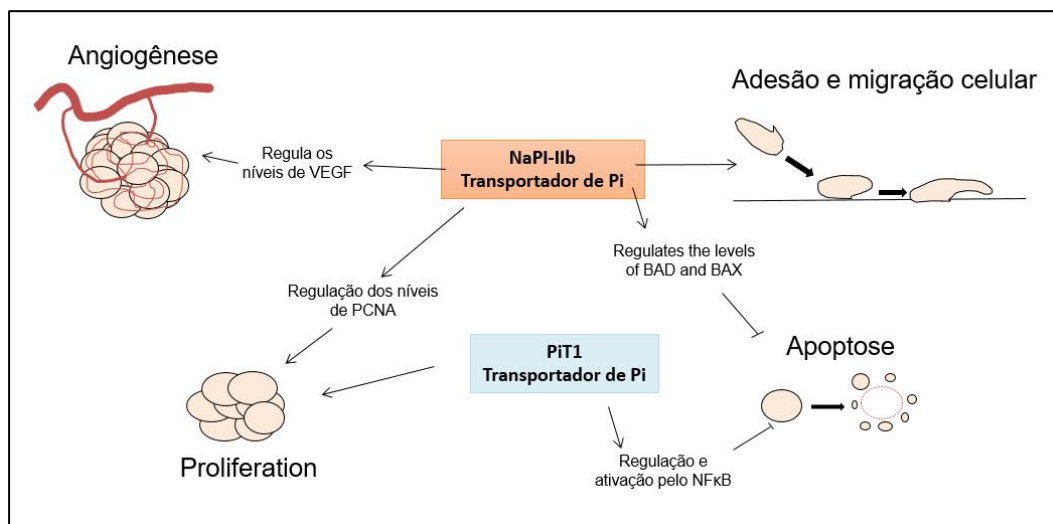 Angiogênese
Regula os
níveis de VEGF
NaPI-IIb
Transportador de Pi
Adesão e migração celular
Regulates the levels
of BAD and BAX
Regulação dos níveis
de PCNA
PiT1
Transportador de Pi
Apoptose
Proliferation
Regulação e
ativação pelo NFκB